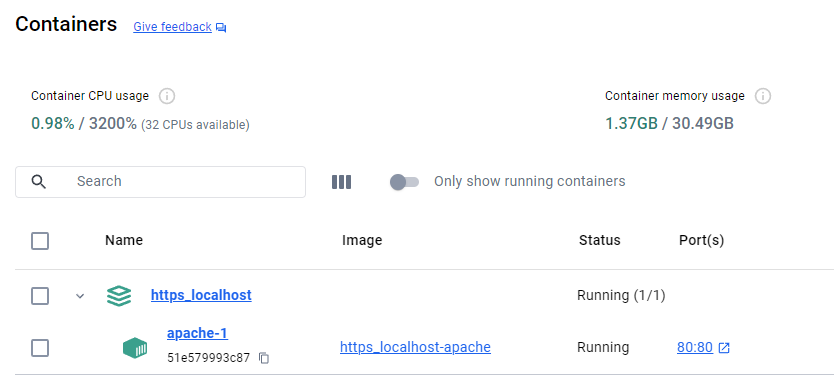 Containers Give feedback
Container CPU usage
0.98% / 3200% (32 CPUs available)
Container memory usage
1.37GB / 30.49GB
Search
Only show running containers
Name Image Status Port(s)
https_localhost Running (1/1)
apache-1
51e579993c87
https_localhost-apache Running 80:80